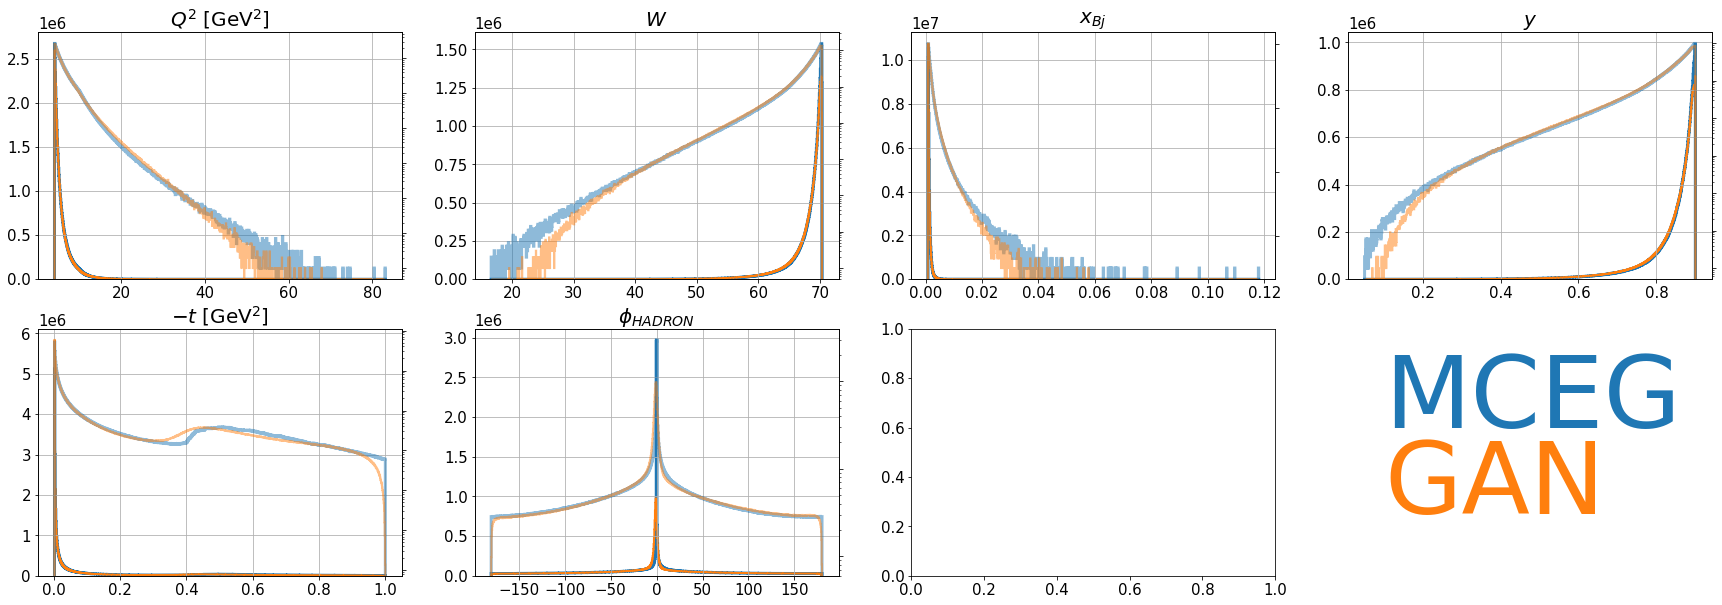 Q² [GeV²]
1e6
2.5
2.0
1.5
1.0
0.5
0.0
20 40 60 80
W
1e6
1.50
1.25
1.00
0.75
0.50
0.25
0.00
20 30 40 50 60 70
x_Bj
1e7
1.0
0.8
0.6
0.4
0.2
0.0
0.00 0.02 0.04 0.06 0.08 0.10 0.12
y
1e6
1.0
0.8
0.6
0.4
0.2
0.0
0.2 0.4 0.6 0.8
−t [GeV²]
1e6
6
5
4
3
2
1
0
0.0 0.2 0.4 0.6 0.8 1.0
ϕ_HADRON
1e6
3.0
2.5
2.0
1.5
1.0
0.5
0.0
−150 −100 −50 0 50 100 150
1.0
0.8
0.6
0.4
0.2
0.0
0.0 0.2 0.4 0.6 0.8 1.0
MCEG
GAN